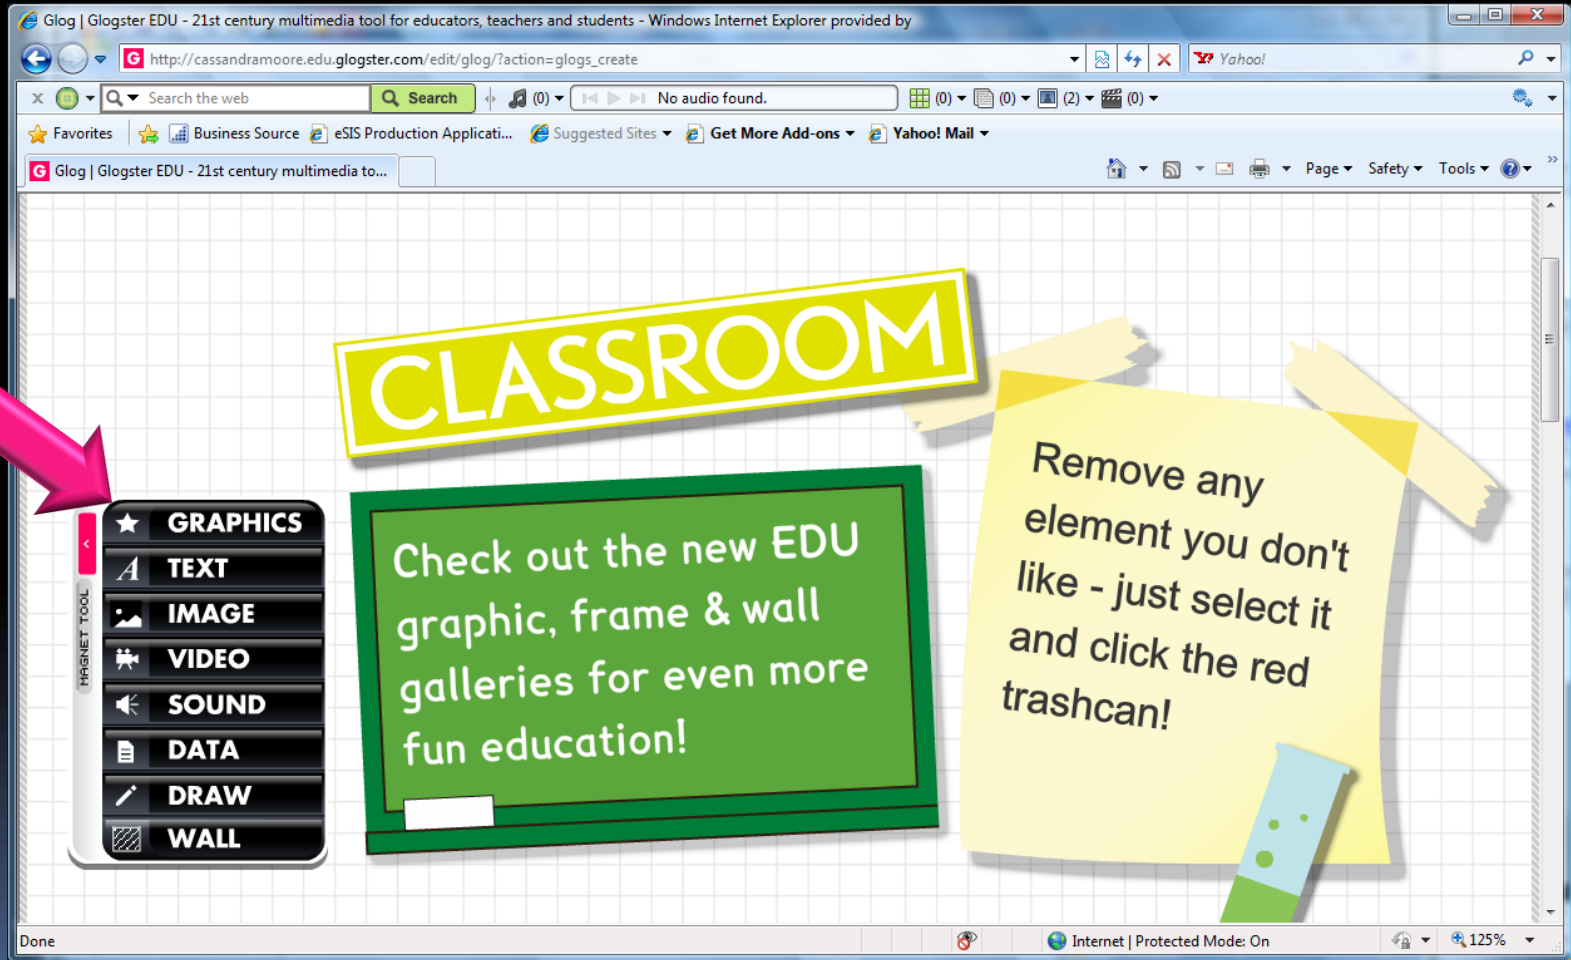 Glog | Glogster EDU - 21st century multimedia tool for educators, teachers and students - Windows Internet Explorer provided by
G http://cassandramoore.edu.glogster.com/edit/glog/?action=glogs_create Y! Yahoo!
x Search the web Search (0) No audio found. (0) (0) (2) (0)
Favorites Business Source eSIS Production Applicati... Suggested Sites Get More Add-ons Yahoo! Mail
G Glog | Glogster EDU - 21st century multimedia to... Page Safety Tools
CLASSROOM
Remove any
element you don't
like - just select it
and click the red
trashcan!
Check out the new EDU
graphic, frame & wall
galleries for even more
fun education!
MAGNET TOOL
GRAPHICS
A TEXT
IMAGE
VIDEO
SOUND
DATA
DRAW
WALL
Done Internet | Protected Mode: On 125%